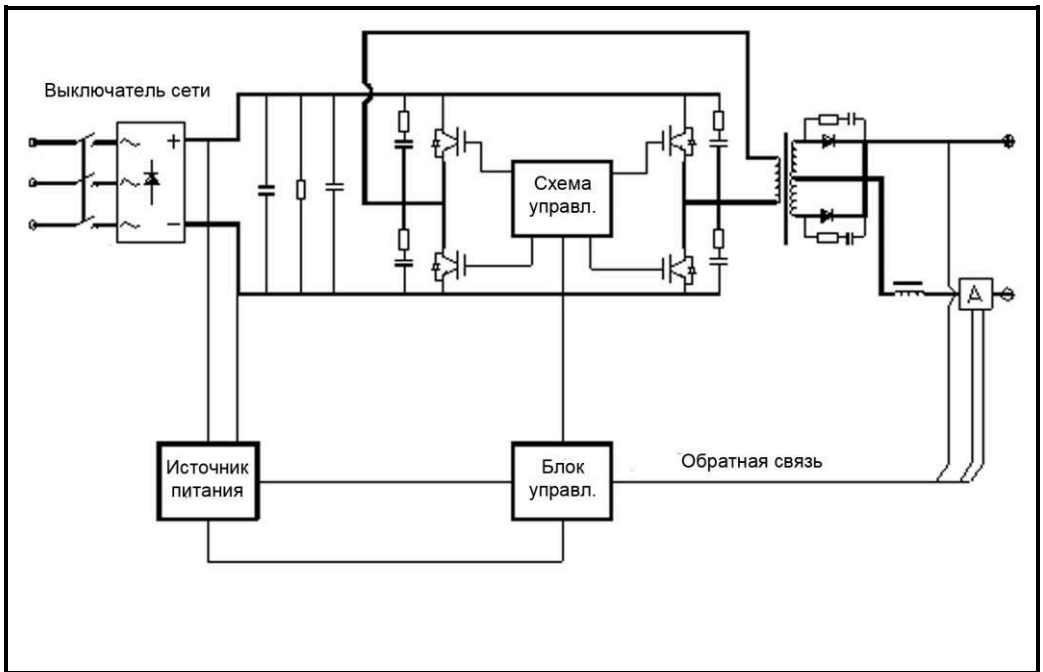 Выключатель сети
+
−
Схема
управл.
Источник
питания
Блок
управл.
Обратная связь